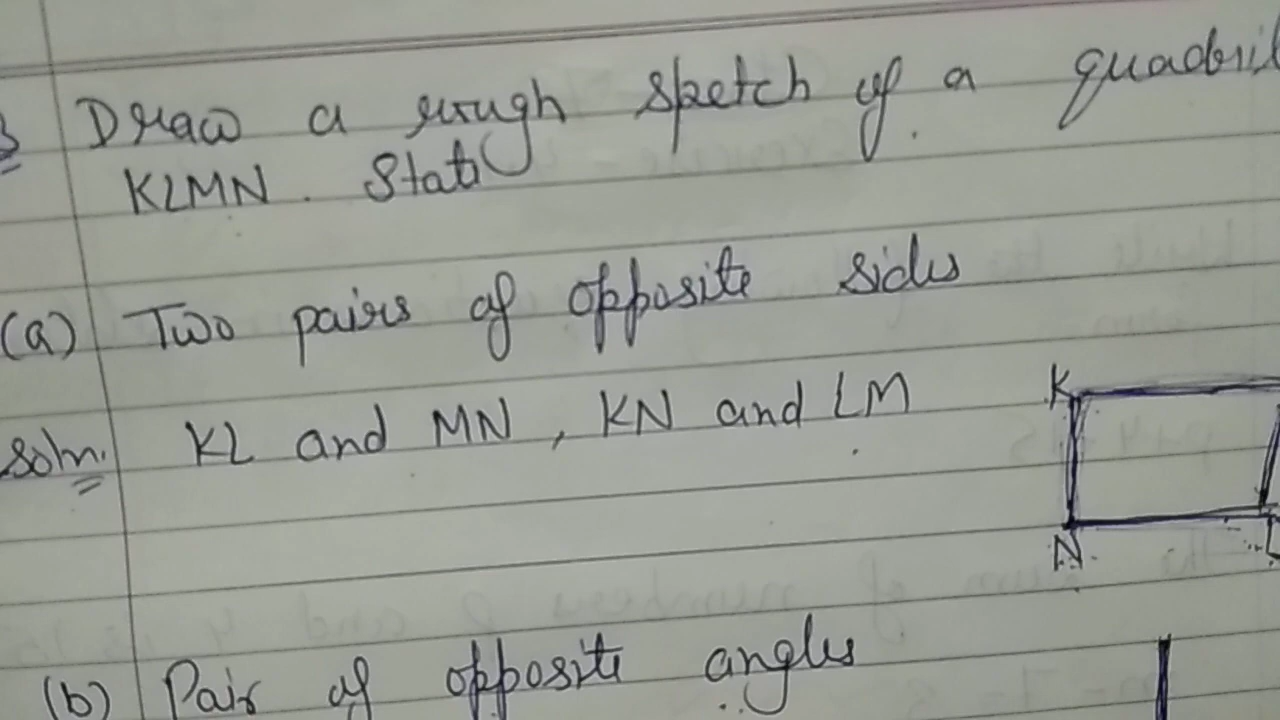 Draw a rough sketch of a quadril
KLMN. State
(a) Two pairs of opposite sides
Soln. KL and MN, KN and LM
K
N
(b) Pair of opposite angles